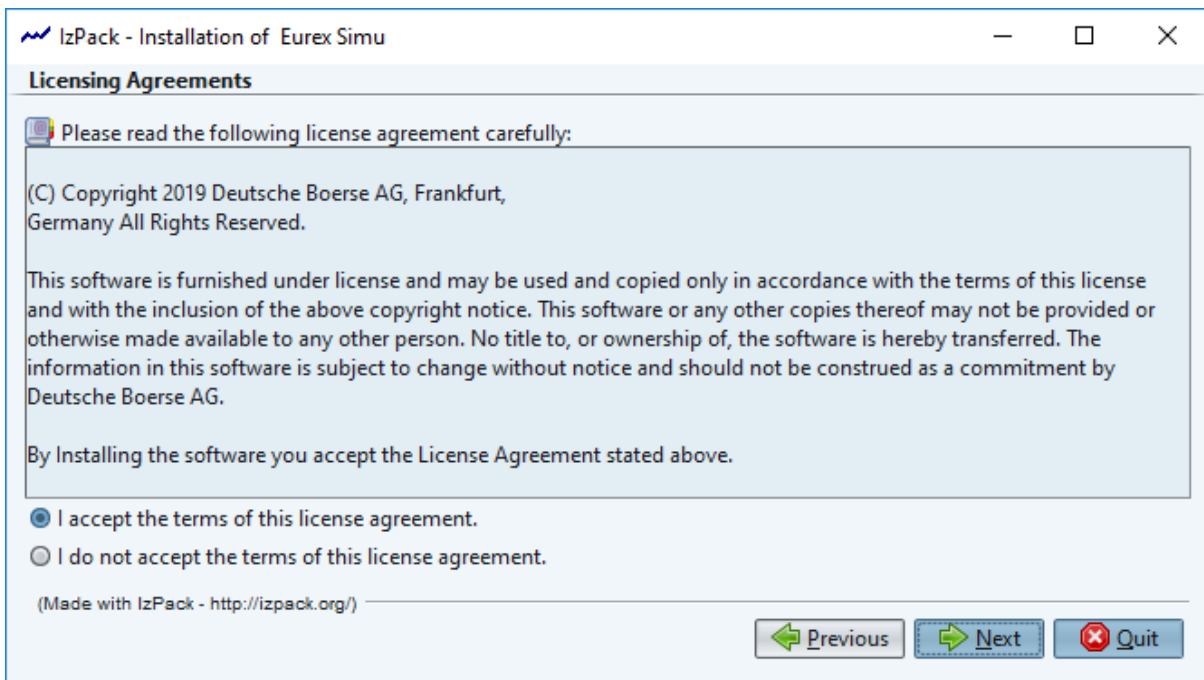 IzPack - Installation of  Eurex Simu
Licensing Agreements
Please read the following license agreement carefully:
(C) Copyright 2019 Deutsche Boerse AG, Frankfurt,
Germany All Rights Reserved.
This software is furnished under license and may be used and copied only in accordance with the terms of this license
and with the inclusion of the above copyright notice. This software or any other copies thereof may not be provided or
otherwise made available to any other person. No title to, or ownership of, the software is hereby transferred. The
information in this software is subject to change without notice and should not be construed as a commitment by
Deutsche Boerse AG.
By Installing the software you accept the License Agreement stated above.
I accept the terms of this license agreement.
I do not accept the terms of this license agreement.
(Made with IzPack - http://izpack.org/)
Previous Next Quit